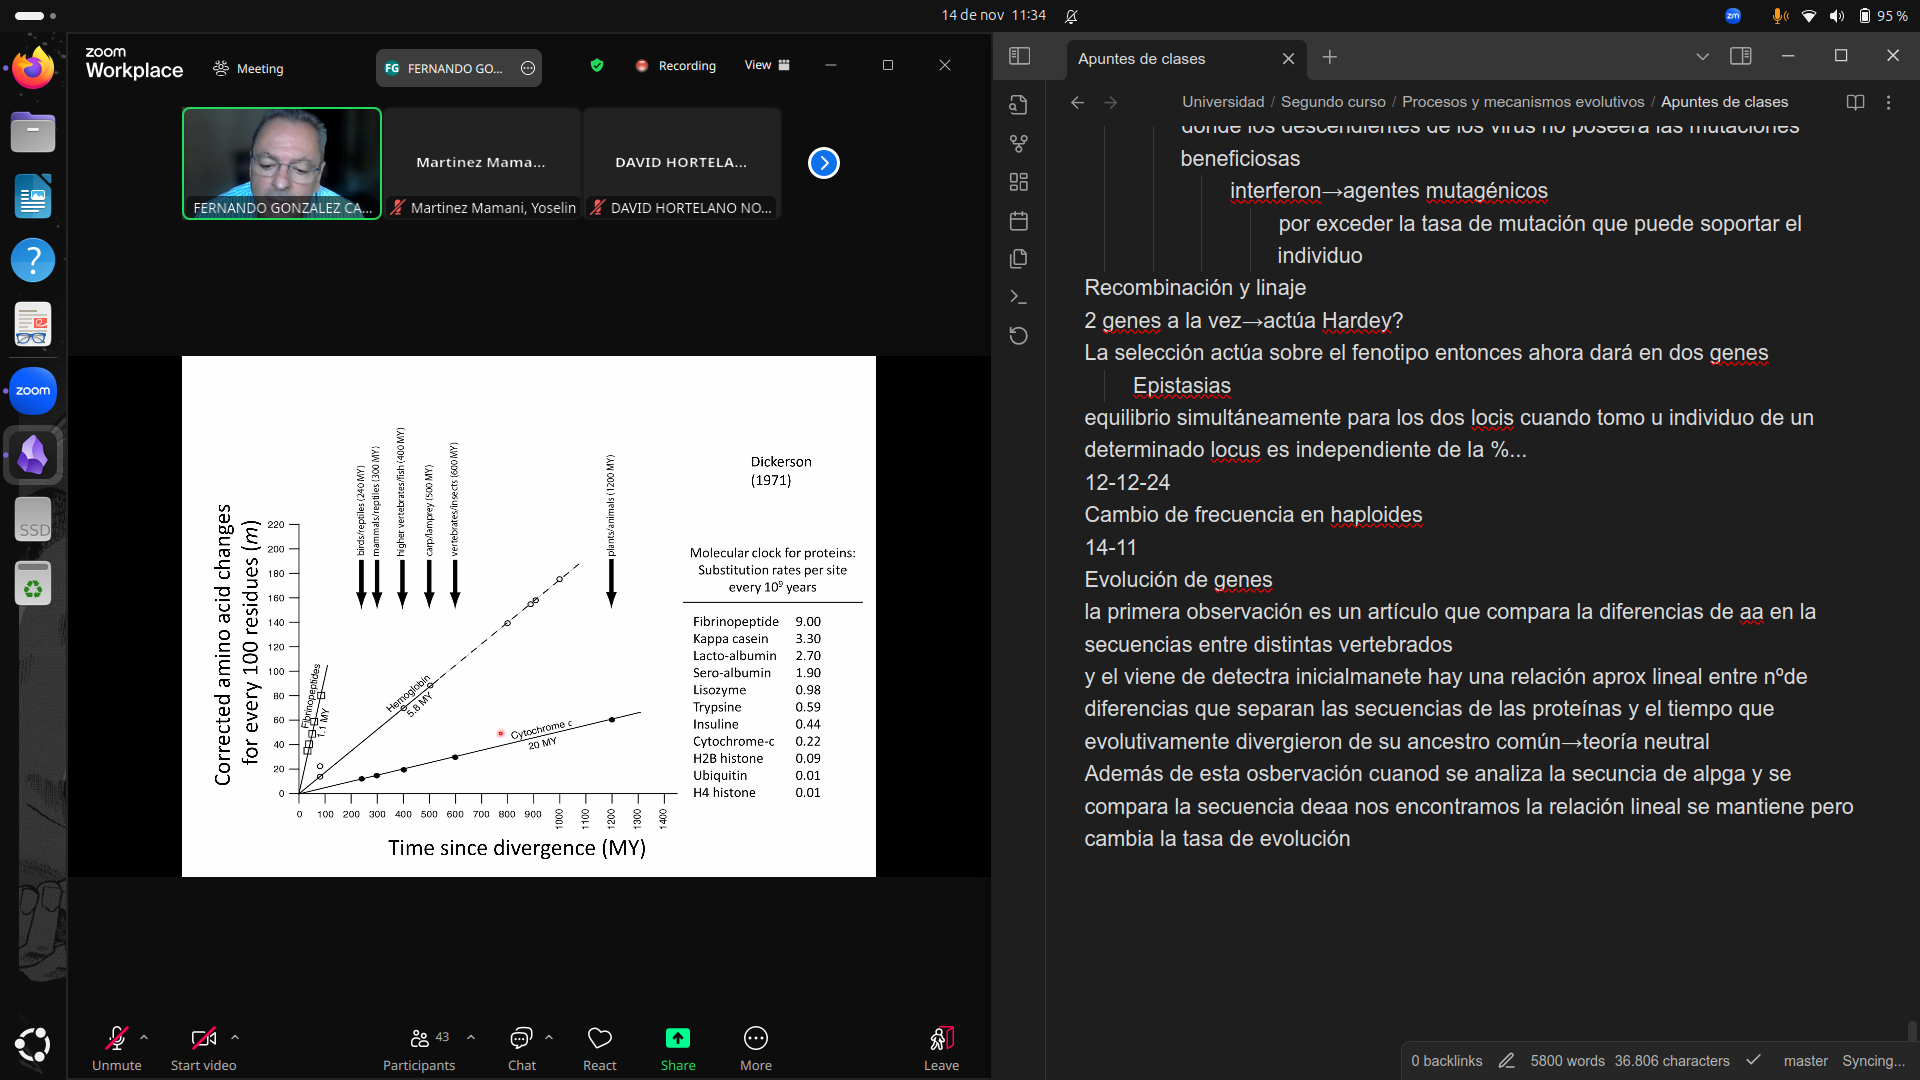 14 de nov 11:34
zm
95 %
zoom
Workplace
Meeting
FG FERNANDO GO...
Recording
View
Martinez Mama...
DAVID HORTELA...
FERNANDO GONZALEZ CA...
Martinez Mamani, Yoselin
DAVID HORTELANO NO...
?
zoom
SSD
Dickerson
(1971)
birds/reptiles (240 MY)
mammals/reptiles (300 MY)
higher vertebrates/fish (400 MY)
carp/lamprey (500 MY)
vertebrates/insects (600 MY)
plants/animals (1200 MY)
Corrected amino acid changes
for every 100 residues (m)
220
200
180
160
140
120
100
80
60
40
20
0
Fibrinopeptides
1.1 MY
Hemoglobin
5.8 MY
Cytochrome c
20 MY
0 100 200 300 400 500 600 700 800 900 1000 1100 1200 1300 1400
Time since divergence (MY)
Molecular clock for proteins:
Substitution rates per site
every 10⁹ years
Fibrinopeptide 9.00
Kappa casein 3.30
Lacto-albumin 2.70
Sero-albumin 1.90
Lisozyme 0.98
Trypsine 0.59
Insuline 0.44
Cytochrome-c 0.22
H2B histone 0.09
Ubiquitin 0.01
H4 histone 0.01
Unmute
Start video
43
Participants
Chat
React
Share
More
Leave
Apuntes de clases
Universidad / Segundo curso / Procesos y mecanismos evolutivos / Apuntes de clases
donde los descendientes de los virus no poseera las mutaciones
beneficiosas
interferon→agentes mutagénicos
por exceder la tasa de mutación que puede soportar el
individuo
Recombinación y linaje
2 genes a la vez→actúa Hardey?
La selección actúa sobre el fenotipo entonces ahora dará en dos genes
Epistasias
equilibrio simultáneamente para los dos locis cuando tomo u individuo de un
determinado locus es independiente de la %...
12-12-24
Cambio de frecuencia en haploides
14-11
Evolución de genes
la primera observación es un artículo que compara la diferencias de aa en la
secuencias entre distintas vertebrados
y el viene de detectra inicialmanete hay una relación aprox lineal entre nºde
diferencias que separan las secuencias de las proteínas y el tiempo que
evolutivamente divergieron de su ancestro común→teoría neutral
Además de esta osbervación cuanod se analiza la secuncia de alpga y se
compara la secuencia deaa nos encontramos la relación lineal se mantiene pero
cambia la tasa de evolución
0 backlinks
5800 words
36.806 characters
master
Syncing...